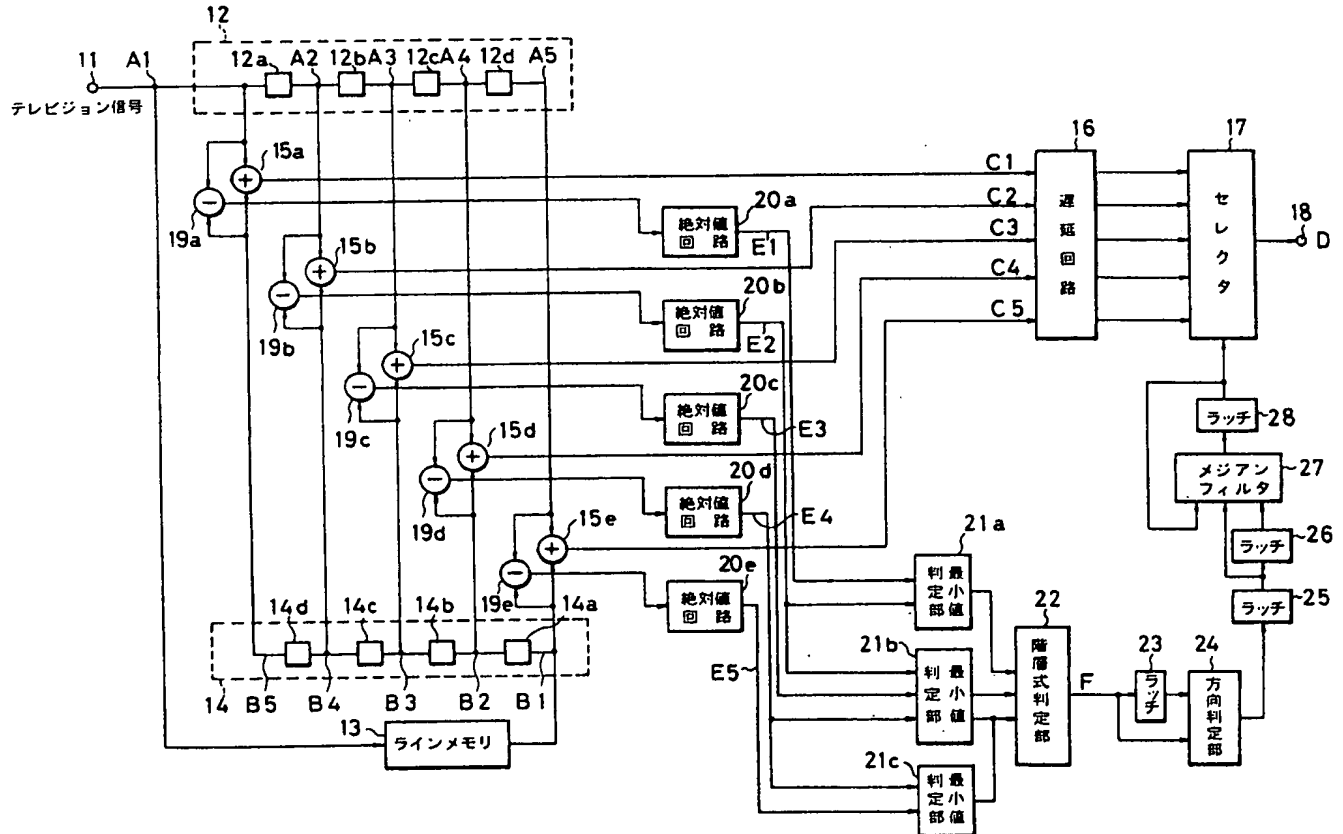 12
11
A1
12a
A2
12b
A3
12c
A4
12d
A5
テレビジョン信号
15a
19a
15b
19b
15c
19c
15d
19d
15e
19e
絶対値回路
20a
E1
絶対値回路
20b
E2
絶対値回路
20c
E3
絶対値回路
20d
E4
絶対値回路
20e
E5
C1
C2
C3
C4
C5
16
遅延回路
17
セレクタ
18
D
ラッチ
28
メジアンフィルタ
27
ラッチ
26
ラッチ
25
21a
最小値判定部
21b
最小値判定部
21c
最小値判定部
22
階層式判定部
F
23
ラッチ
24
方向判定部
14d
14c
14b
14a
14
B5
B4
B3
B2
B1
13
ラインメモリ